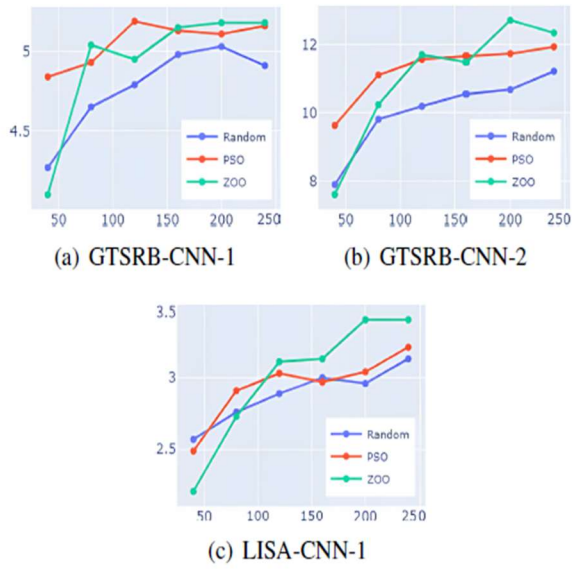 5
4.5
Random
PSO
ZOO
50 100 150 200 250
(a) GTSRB-CNN-1
12
10
8
Random
PSO
ZOO
50 100 150 200 250
(b) GTSRB-CNN-2
3.5
3
2.5
Random
PSO
ZOO
50 100 150 200 250
(c) LISA-CNN-1